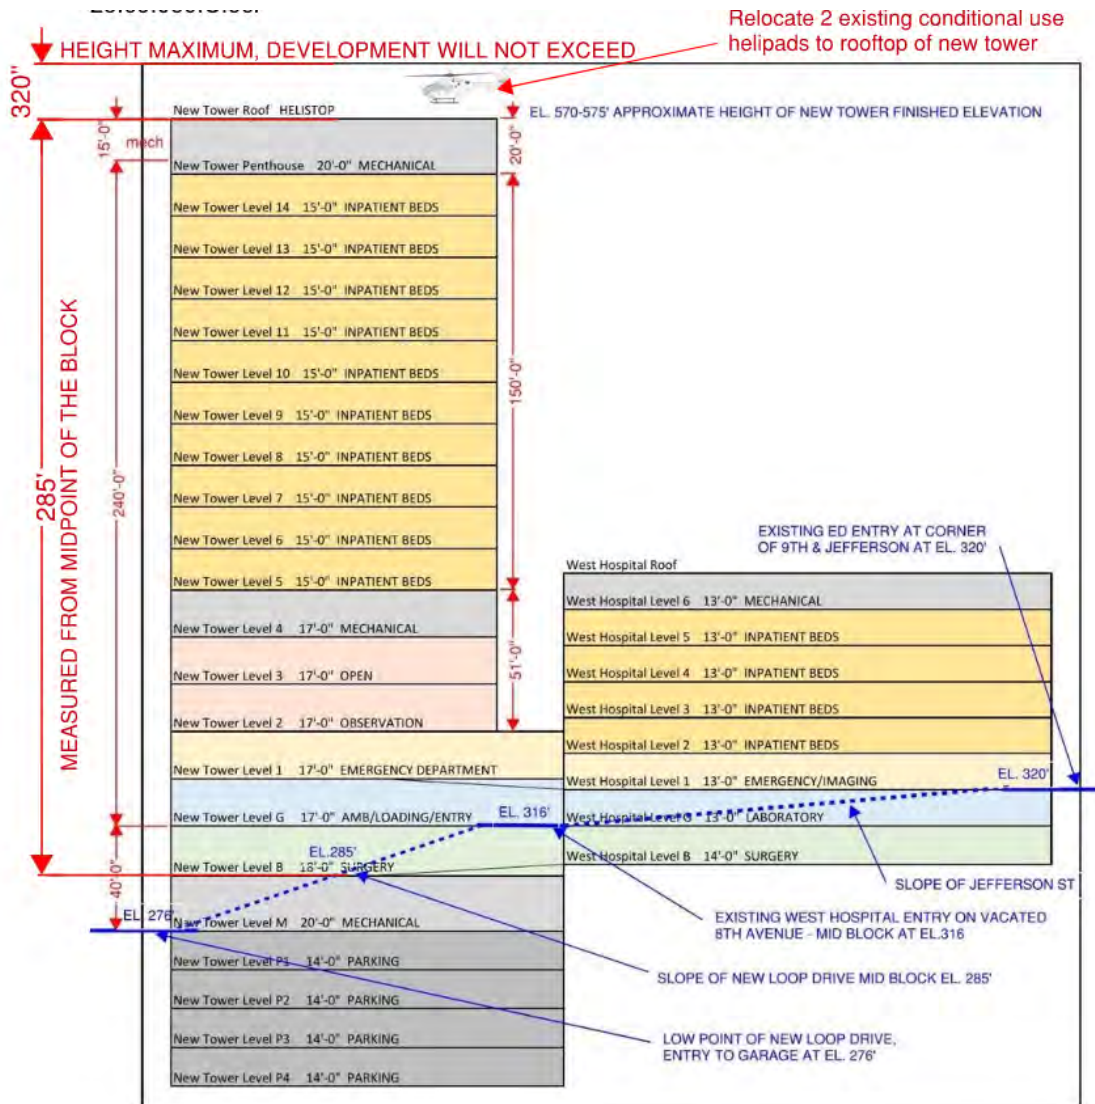 Relocate 2 existing conditional use
helipads to rooftop of new tower
HEIGHT MAXIMUM, DEVELOPMENT WILL NOT EXCEED
320"
New Tower Roof HELISTOP
EL. 570-575' APPROXIMATE HEIGHT OF NEW TOWER FINISHED ELEVATION
15'-0"
mech
20'-0"
New Tower Penthouse 20'-0" MECHANICAL
New Tower Level 14 15'-0" INPATIENT BEDS
New Tower Level 13 15'-0" INPATIENT BEDS
New Tower Level 12 15'-0" INPATIENT BEDS
New Tower Level 11 15'-0" INPATIENT BEDS
New Tower Level 10 15'-0" INPATIENT BEDS
New Tower Level 9 15'-0" INPATIENT BEDS
New Tower Level 8 15'-0" INPATIENT BEDS
New Tower Level 7 15'-0" INPATIENT BEDS
New Tower Level 6 15'-0" INPATIENT BEDS
New Tower Level 5 15'-0" INPATIENT BEDS
New Tower Level 4 17'-0" MECHANICAL
New Tower Level 3 17'-0" OPEN
New Tower Level 2 17'-0" OBSERVATION
New Tower Level 1 17'-0" EMERGENCY DEPARTMENT
New Tower Level G 17'-0" AMB/LOADING/ENTRY
New Tower Level B 18'-0" SURGERY
New Tower Level M 20'-0" MECHANICAL
New Tower Level P1 14'-0" PARKING
New Tower Level P2 14'-0" PARKING
New Tower Level P3 14'-0" PARKING
New Tower Level P4 14'-0" PARKING
285'
MEASURED FROM MIDPOINT OF THE BLOCK
240'-0"
40'-0"
150'-0"
51'-0"
EL. 276'
EL.285'
EL. 316'
EL. 320'
EXISTING ED ENTRY AT CORNER
OF 9TH & JEFFERSON AT EL. 320'
West Hospital Roof
West Hospital Level 6 13'-0" MECHANICAL
West Hospital Level 5 13'-0" INPATIENT BEDS
West Hospital Level 4 13'-0" INPATIENT BEDS
West Hospital Level 3 13'-0" INPATIENT BEDS
West Hospital Level 2 13'-0" INPATIENT BEDS
West Hospital Level 1 13'-0" EMERGENCY/IMAGING
West Hospital Level G 13'-0" LABORATORY
West Hospital Level B 14'-0" SURGERY
SLOPE OF JEFFERSON ST
EXISTING WEST HOSPITAL ENTRY ON VACATED
8TH AVENUE - MID BLOCK AT EL.316
SLOPE OF NEW LOOP DRIVE MID BLOCK EL. 285'
LOW POINT OF NEW LOOP DRIVE,
ENTRY TO GARAGE AT EL. 276'